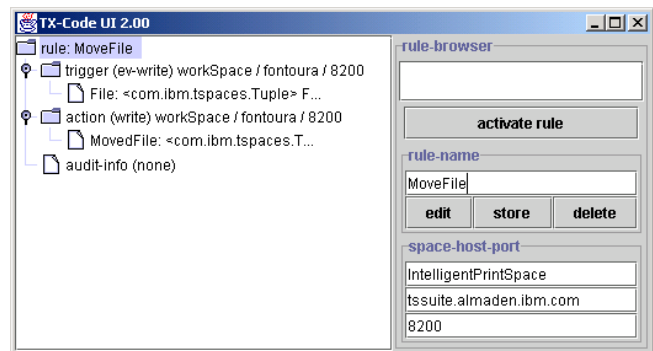 TX-Code UI 2.00
rule: MoveFile
trigger (ev-write) workSpace / fontoura / 8200
File: <com.ibm.tspaces.Tuple> F...
action (write) workSpace / fontoura / 8200
MovedFile: <com.ibm.tspaces.T...
audit-info (none)
rule-browser
activate rule
rule-name
MoveFile
edit store delete
space-host-port
IntelligentPrintSpace
tssuite.almaden.ibm.com
8200